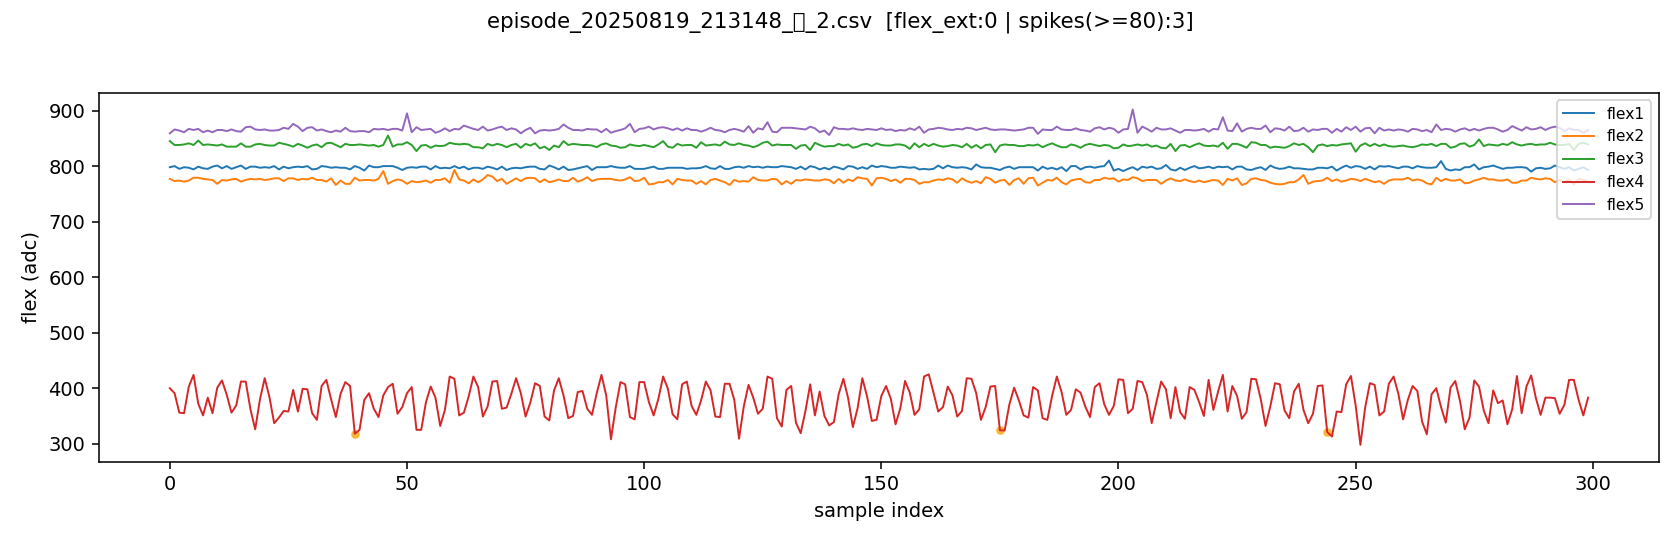 episode_20250819_213148_▯_2.csv [flex_ext:0 | spikes(>=80):3]
900
800
700
600
500
400
300
flex (adc)
flex1
flex2
flex3
flex4
flex5
0
50
100
150
200
250
300
sample index